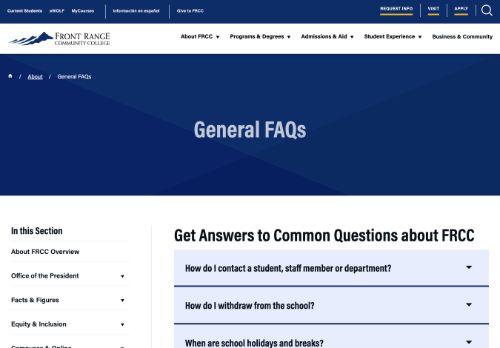 Current Students eWOLF MyCourses Información en español Give to FRCC REQUEST INFO VISIT APPLY
FRONT RANGE
COMMUNITY COLLEGE
About FRCC Programs & Degrees Admissions & Aid Student Experience Business & Community
/ About / General FAQs
General FAQs
In this Section
About FRCC Overview
Office of the President
Facts & Figures
Equity & Inclusion
Campuses & Online
Get Answers to Common Questions about FRCC
How do I contact a student, staff member or department?
How do I withdraw from the school?
When are school holidays and breaks?